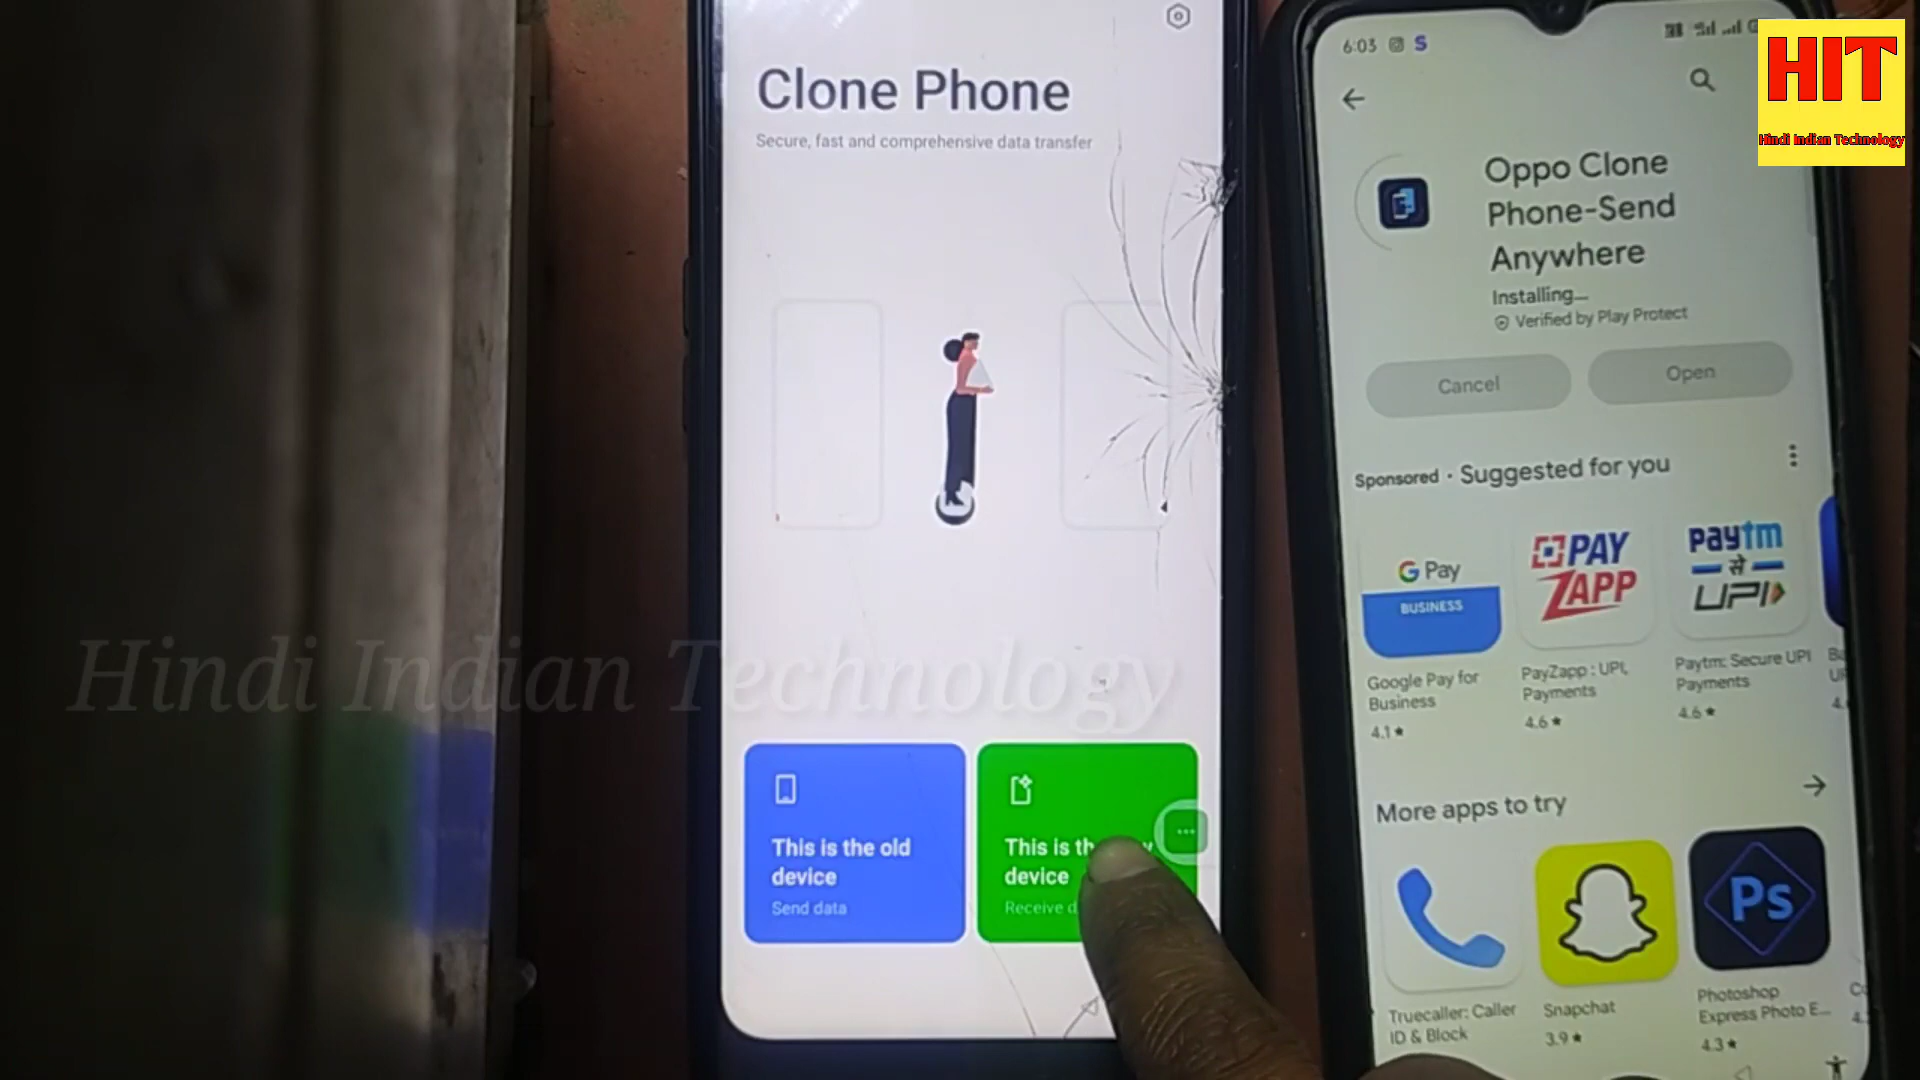 Clone Phone
Secure, fast and comprehensive data transfer
This is the old
device
Send data
This is
device
Receive
6:03
Oppo Clone
Phone-Send
Anywhere
Installing...
Verified by Play Protect
Cancel
Open
Sponsored · Suggested for you
G Pay
BUSINESS
PAY
ZAPP
paytm
से
UPI
Google Pay for
Business
4.1★
PayZapp : UPI,
Payments
4.6★
Paytm: Secure UPI
Payments
4.6★
More apps to try
Ps
Truecaller: Caller
ID & Block
Snapchat
3.9★
Photoshop
Express Photo E...
4.3★
HIT
Hindi Indian Technology
Hindi Indian Technology